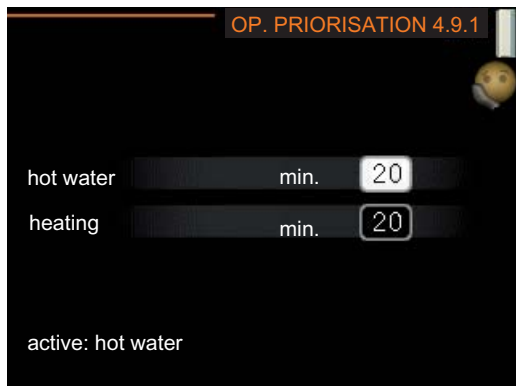 OP. PRIORISATION 4.9.1
hot water min. 20
heating min. 20
active: hot water